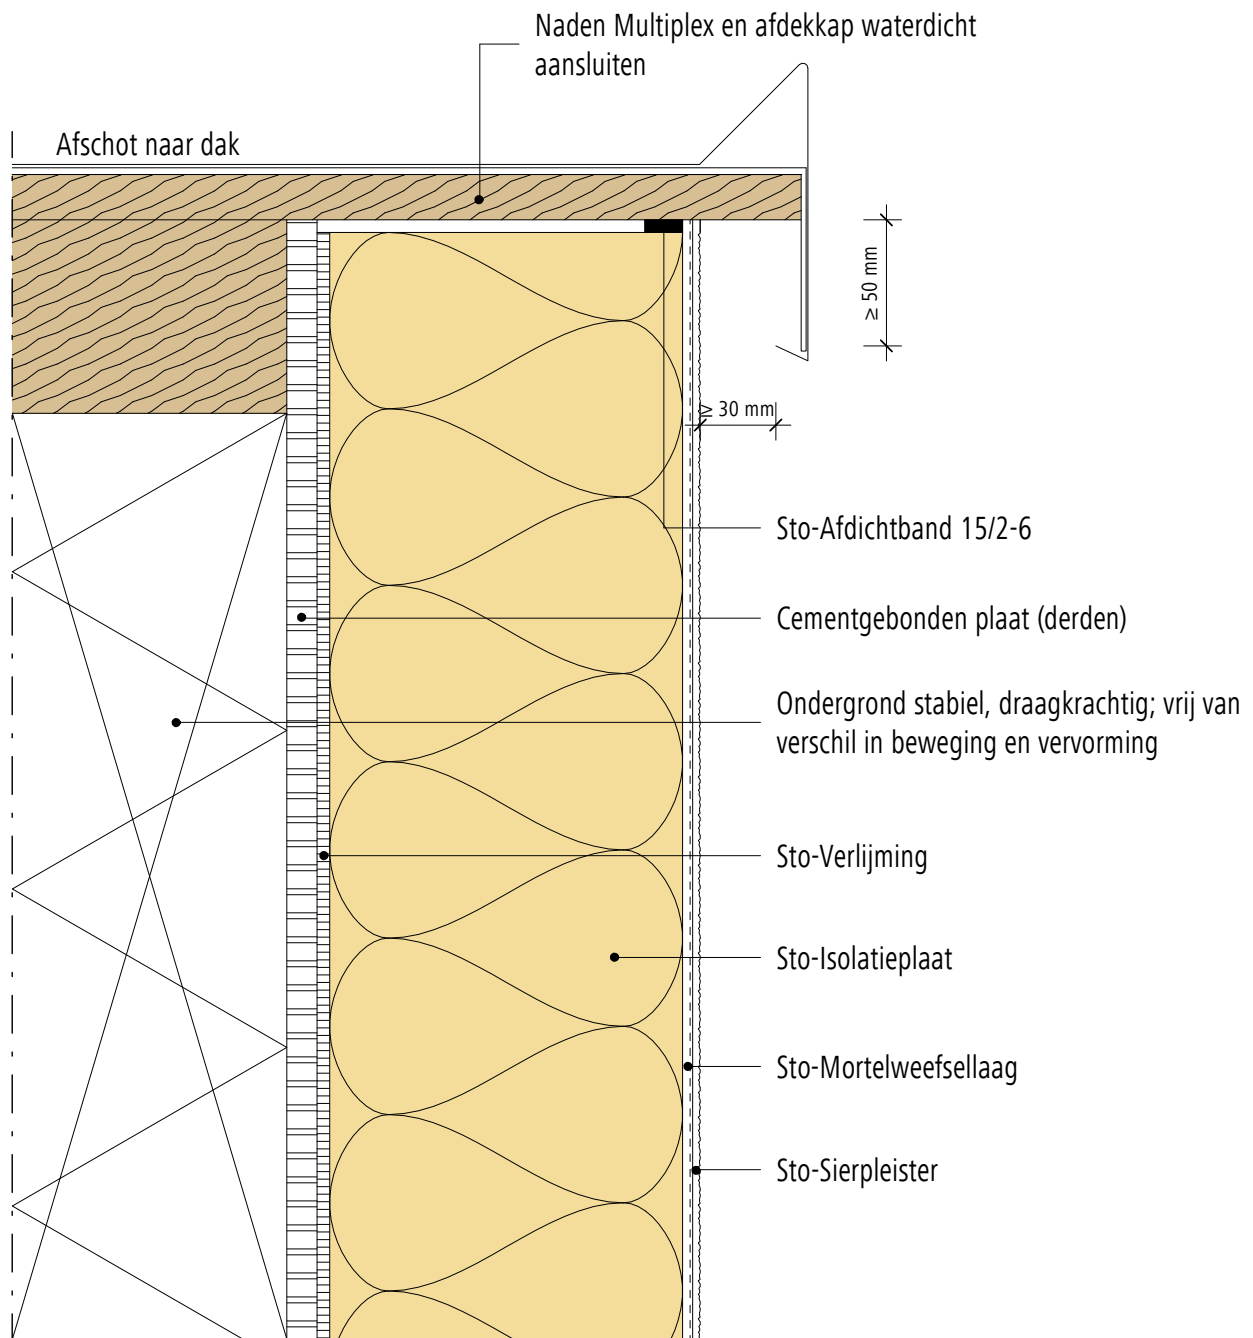 Naden Multiplex en afdekkap waterdicht
aansluiten
Afschot naar dak
≥ 50 mm
≥ 30 mm
Sto-Afdichtband 15/2-6
Cementgebonden plaat (derden)
Ondergrond stabiel, draagkrachtig; vrij van
verschil in beweging en vervorming
Sto-Verlijming
Sto-Isolatieplaat
Sto-Mortelweefsellaag
Sto-Sierpleister